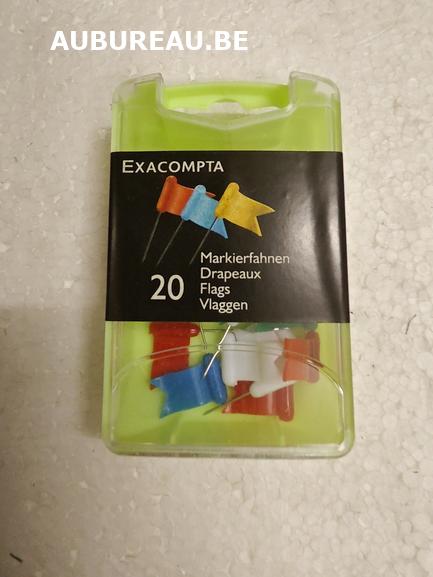 AUBUREAU.BE
EXACOMPTA
20
Markierfahnen
Drapeaux
Flags
Vlaggen